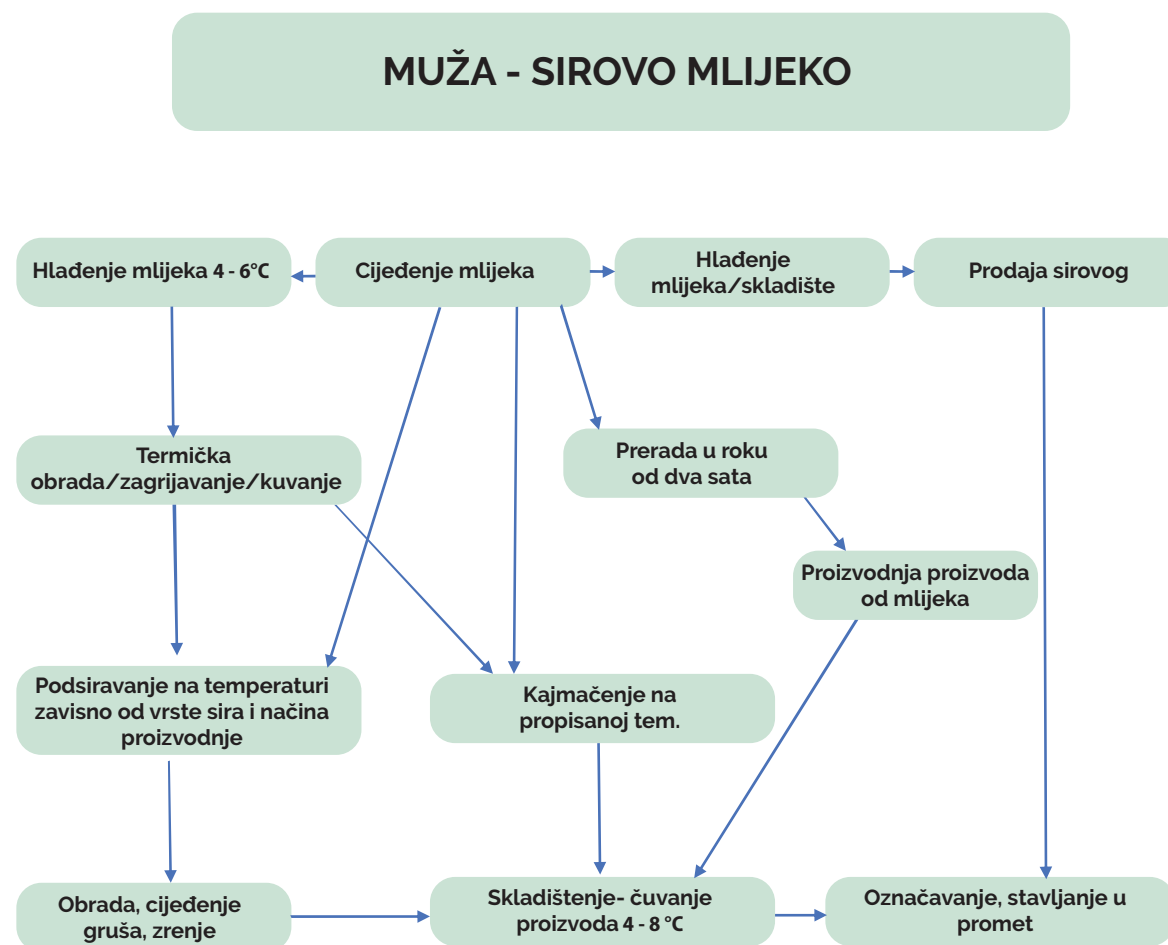 MUŽA - SIROVO MLIJEKO
Hlađenje mlijeka 4 - 6°C
Cijeđenje mlijeka
Hlađenje
mlijeka/skladište
Prodaja sirovog
Termička
obrada/zagrijavanje/kuvanje
Prerada u roku
od dva sata
Proizvodnja proizvoda
od mlijeka
Podsiravanje na temperaturi
zavisno od vrste sira i načina
proizvodnje
Kajmačenje na
propisanoj tem.
Obrada, cijeđenje
gruša, zrenje
Skladištenje- čuvanje
proizvoda 4 - 8 °C
Označavanje, stavljanje u
promet